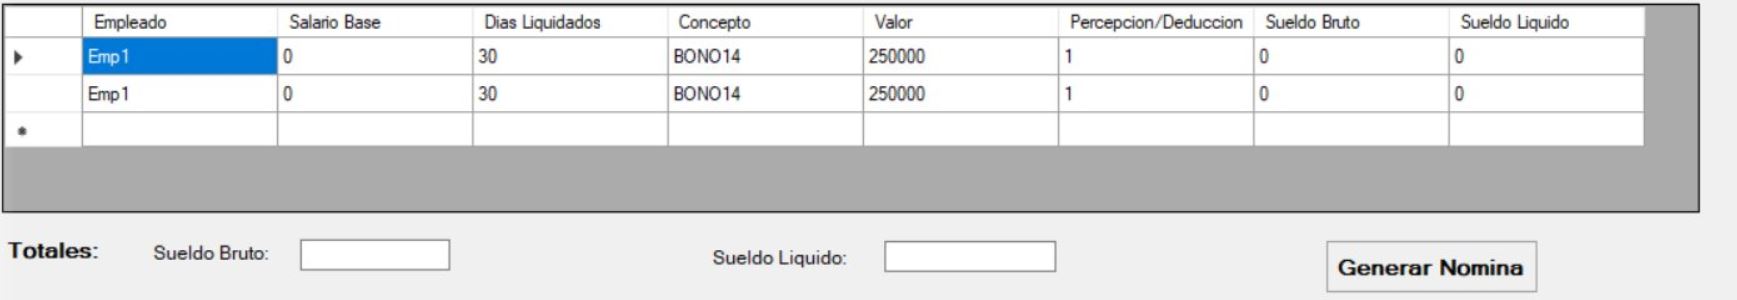 Empleado Salario Base Dias Liquidados Concepto Valor Percepcion/Deduccion Sueldo Bruto Sueldo Liquido
Emp1 0 30 BONO14 250000 1 0 0
Emp1 0 30 BONO14 250000 1 0 0
Totales: Sueldo Bruto: Sueldo Liquido: Generar Nomina